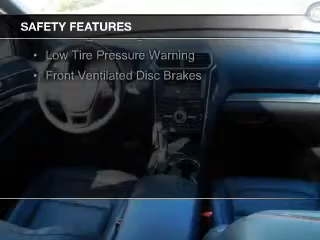 SAFETY FEATURES
• Low Tire Pressure Warning
• Front Ventilated Disc Brakes